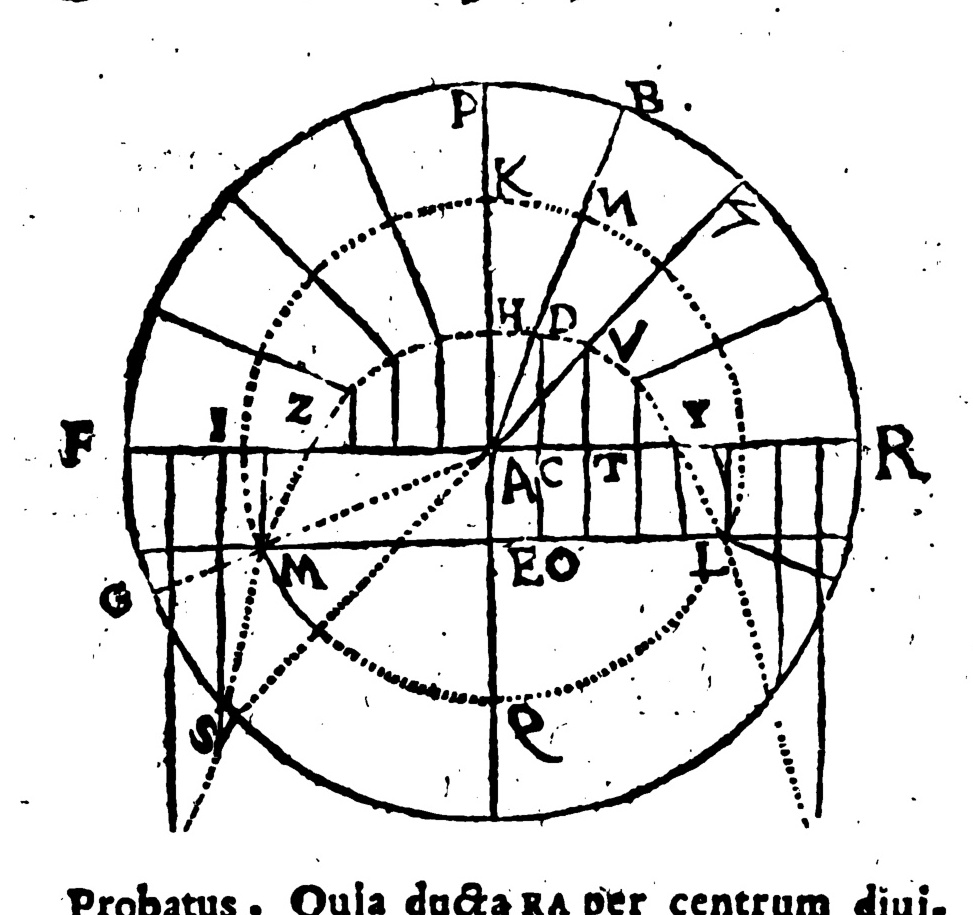 P B
K N
Σ
H D V
Z
F I Y R
A C T
M E O L
G
S Q
Probatus. Quia ducta RA per centrum diui-